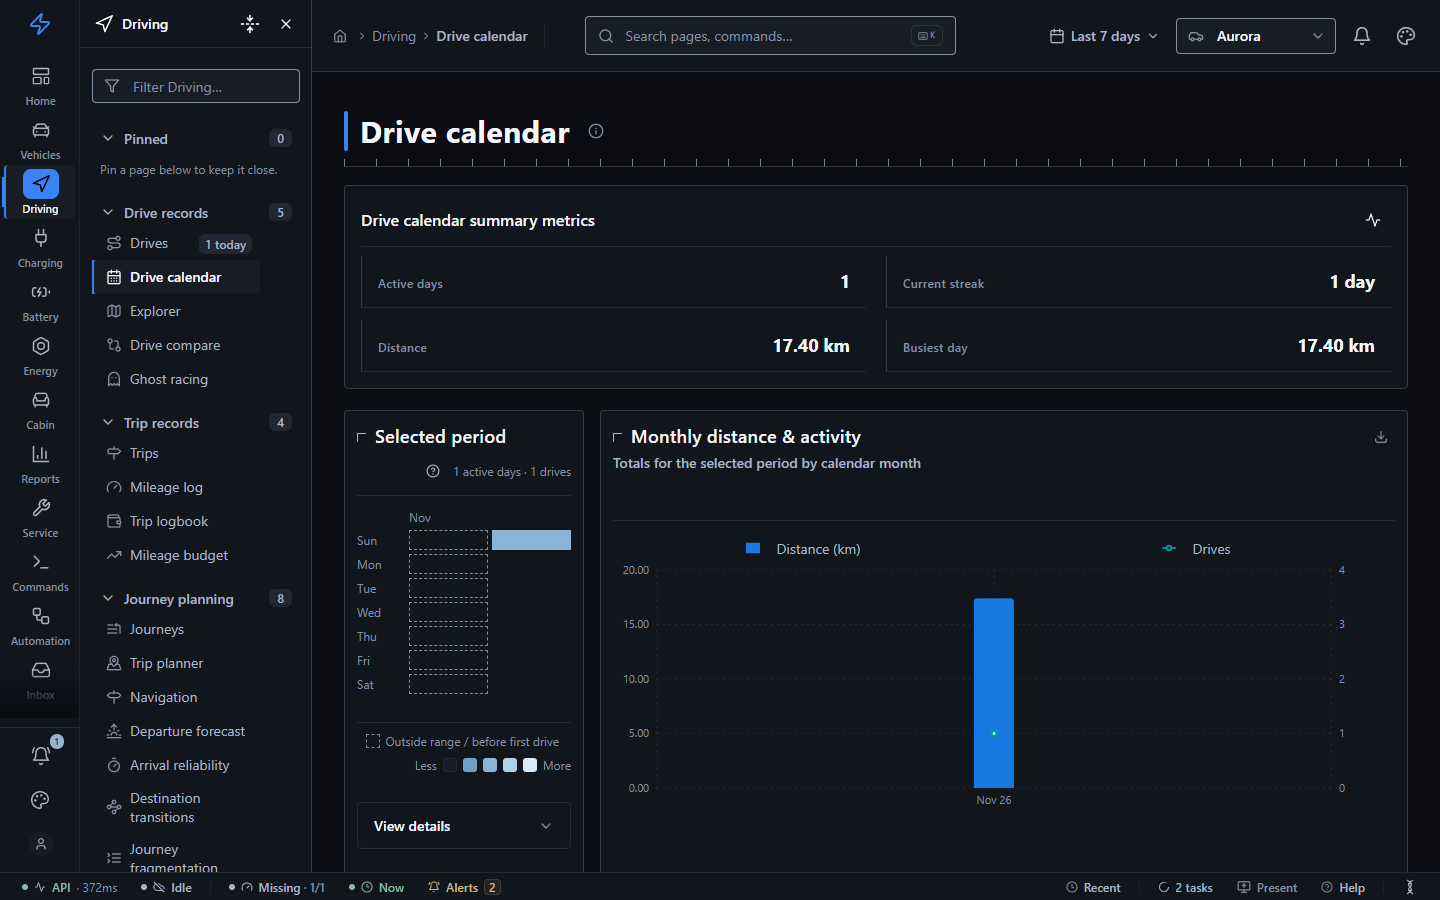 Driving
Home
Vehicles
Driving
Charging
Battery
Energy
Cabin
Reports
Service
Commands
Automation
Inbox
1
Filter Driving...
Pinned 0
Pin a page below to keep it close.
Drive records 5
Drives 1 today
Drive calendar
Explorer
Drive compare
Ghost racing
Trip records 4
Trips
Mileage log
Trip logbook
Mileage budget
Journey planning 8
Journeys
Trip planner
Navigation
Departure forecast
Arrival reliability
Destination
transitions
Journey
fragmentation
Driving Drive calendar
Search pages, commands... K
Last 7 days
Aurora
Drive calendar
Drive calendar summary metrics
Active days 1
Current streak 1 day
Distance 17.40 km
Busiest day 17.40 km
Selected period
1 active days · 1 drives
Nov
Sun
Mon
Tue
Wed
Thu
Fri
Sat
Outside range / before first drive
Less More
View details
Monthly distance & activity
Totals for the selected period by calendar month
Distance (km) Drives
20.00 4
15.00 3
10.00 2
5.00 1
0.00 0
Nov 26
API · 372ms Idle Missing · 1/1 Now Alerts 2 Recent 2 tasks Present Help